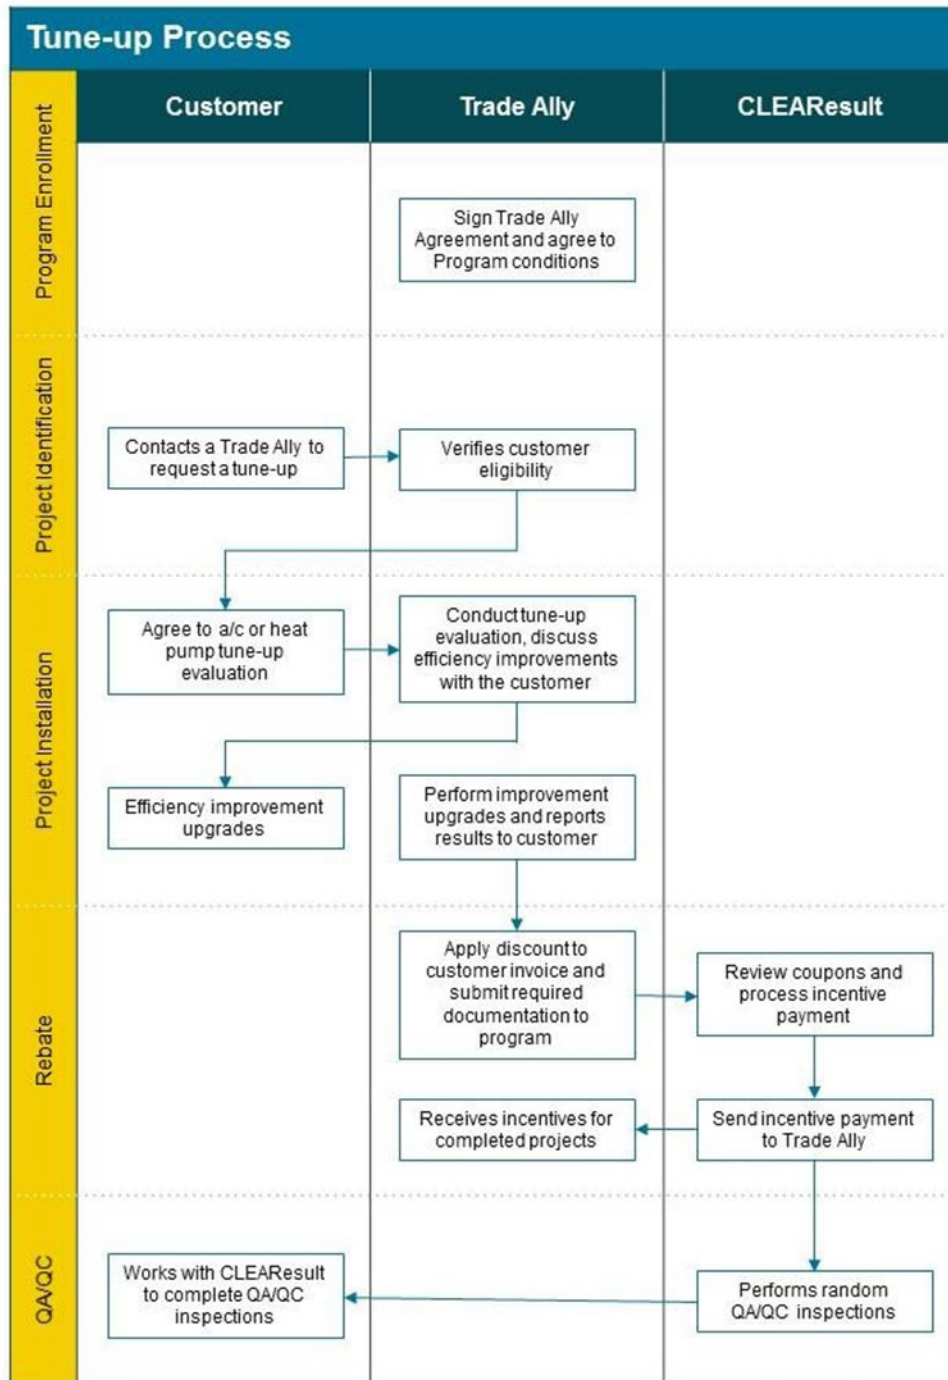 Tune-up Process
Customer
Trade Ally
CLEAResult
Program Enrollment
Sign Trade Ally
Agreement and agree to
Program conditions
Project Identification
Contacts a Trade Ally to
request a tune-up
Verifies customer
eligibility
Project Installation
Agree to a/c or heat
pump tune-up
evaluation
Conduct tune-up
evaluation, discuss
efficiency improvements
with the customer
Efficiency improvement
upgrades
Perform improvement
upgrades and reports
results to customer
Rebate
Apply discount to
customer invoice and
submit required
documentation to
program
Review coupons and
process incentive
payment
Receives incentives for
completed projects
Send incentive payment
to Trade Ally
QA/QC
Works with CLEAResult
to complete QA/QC
inspections
Performs random
QA/QC inspections